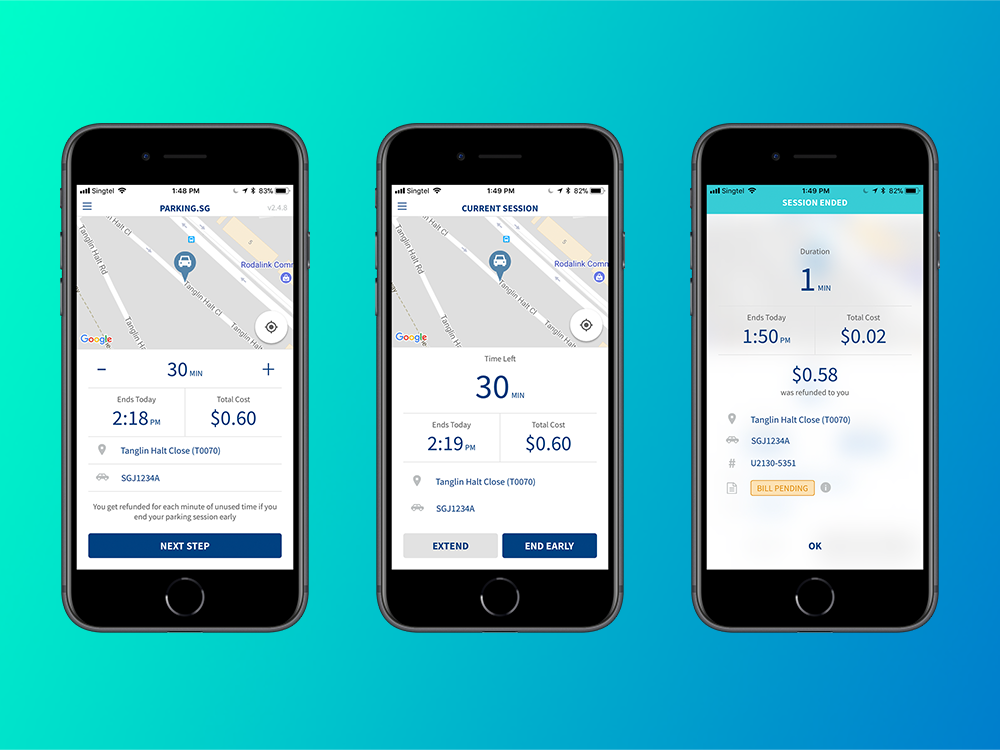 Singtel 1:48 PM 83%
PARKING.SG v2.4.8
Tanglin Halt Rd
Tanglin Halt Cl
Tanglin Halt Cl
Rodalink Comm
Tanglin Halt
Google
− 30 MIN +
Ends Today Total Cost
2:18 PM $0.60
Tanglin Halt Close (T0070)
SGJ1234A
You get refunded for each minute of unused time if you
end your parking session early
NEXT STEP
Singtel 1:49 PM 82%
CURRENT SESSION
Tanglin Halt Rd
Tanglin Halt Cl
Tanglin Halt Cl
Rodalink Comm
Tanglin Halt
Google
Time Left
30 MIN
Ends Today Total Cost
2:19 PM $0.60
Tanglin Halt Close (T0070)
SGJ1234A
EXTEND END EARLY
Singtel 1:49 PM 82%
SESSION ENDED
Duration
1 MIN
Ends Today Total Cost
1:50 PM $0.02
$0.58
was refunded to you
Tanglin Halt Close (T0070)
SGJ1234A
# U2130-5351
BILL PENDING
OK